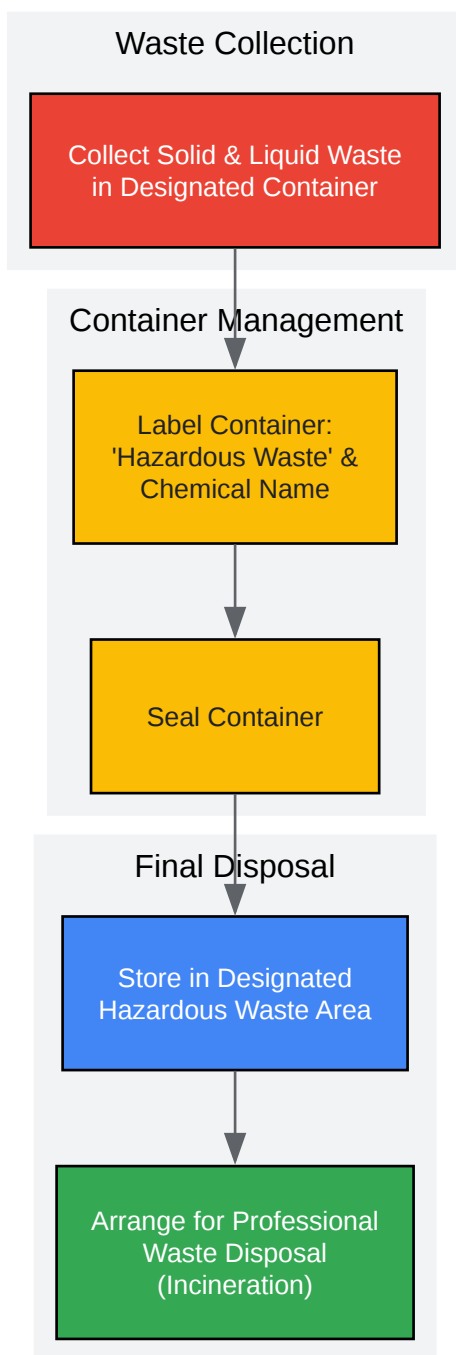 Waste Collection
Collect Solid & Liquid Waste
in Designated Container
Container Management
Label Container:
'Hazardous Waste' &
Chemical Name
Seal Container
Final Disposal
Store in Designated
Hazardous Waste Area
Arrange for Professional
Waste Disposal
(Incineration)